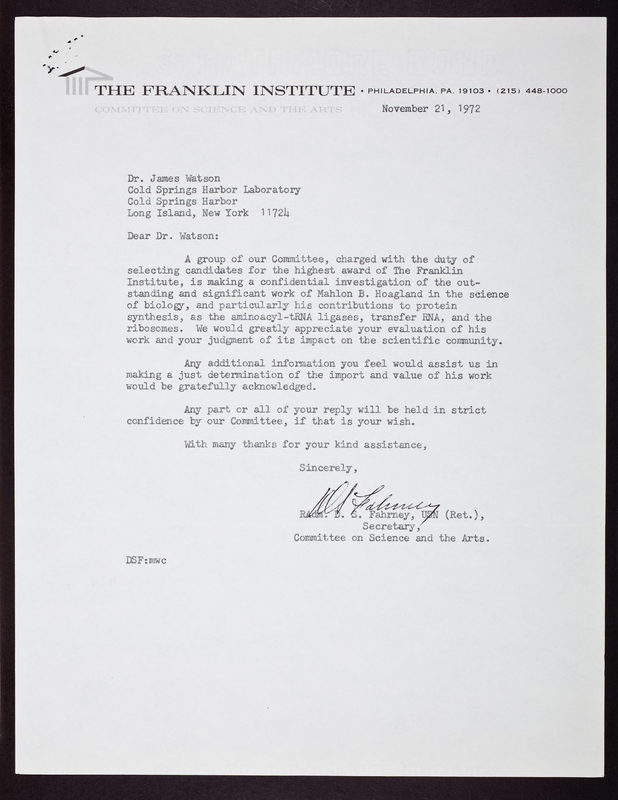 THE FRANKLIN INSTITUTE • PHILADELPHIA, PA. 19103 • (215) 448-1000
COMMITTEE ON SCIENCE AND THE ARTS
November 21, 1972
Dr. James Watson
Cold Springs Harbor Laboratory
Cold Springs Harbor
Long Island, New York 11724
Dear Dr. Watson:
A group of our Committee, charged with the duty of
selecting candidates for the highest award of The Franklin
Institute, is making a confidential investigation of the out-
standing and significant work of Mahlon B. Hoagland in the science
of biology, and particularly his contributions to protein
synthesis, as the aminoacyl-tRNA ligases, transfer RNA, and the
ribosomes. We would greatly appreciate your evaluation of his
work and your judgment of its impact on the scientific community.
Any additional information you feel would assist us in
making a just determination of the import and value of his work
would be gratefully acknowledged.
Any part or all of your reply will be held in strict
confidence by our Committee, if that is your wish.
With many thanks for your kind assistance,
Sincerely,
D S Fahrney
RAdm. D. S. Fahrney, USN (Ret.),
Secretary,
Committee on Science and the Arts.
DSF:mwc